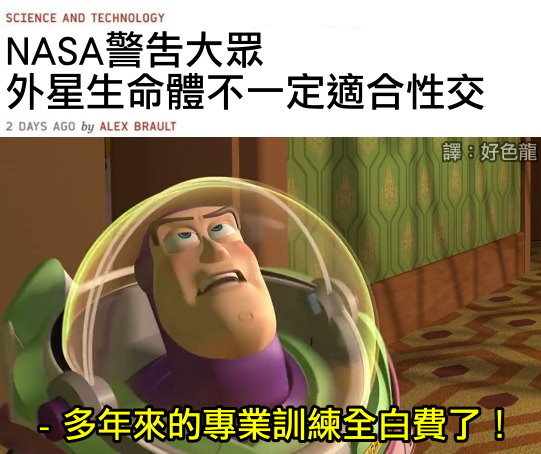 SCIENCE AND TECHNOLOGY
NASA警告大眾
外星生命體不一定適合性交
2 DAYS AGO by ALEX BRAULT
譯：好色龍
- 多年來的專業訓練全白費了！